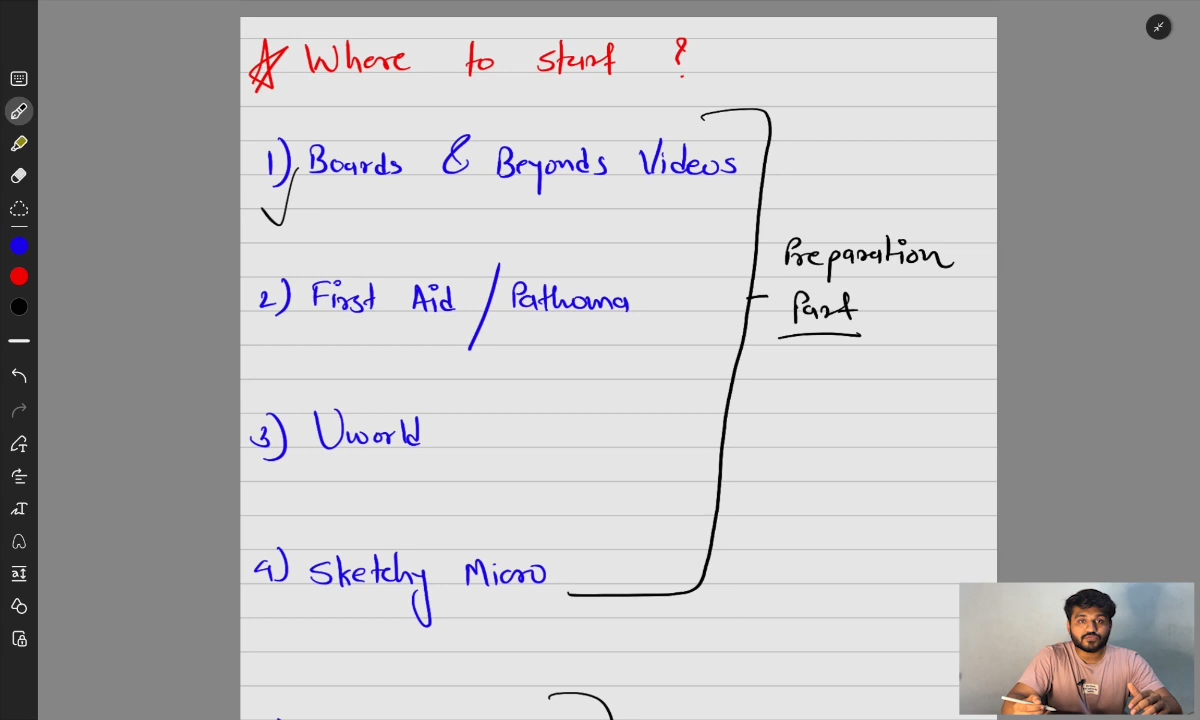 Where to start ?
1) Boards & Beyonds Videos
2) First Aid / Pathoma
Preparation
Part
3) Uworld
4) Sketchy Micro